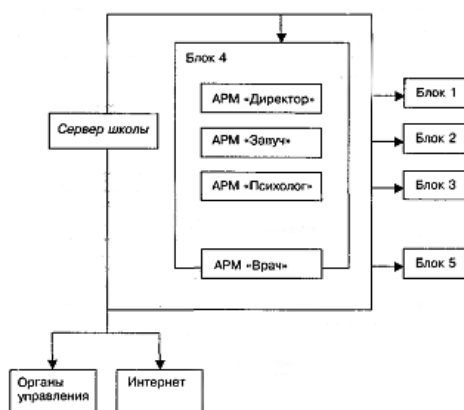 Блок 4
АРМ «Директор»
Блок 1
Сервер школы
АРМ «Завуч»
Блок 2
АРМ «Психолог»
Блок 3
АРМ «Врач»
Блок 5
Органы
управления
Интернет